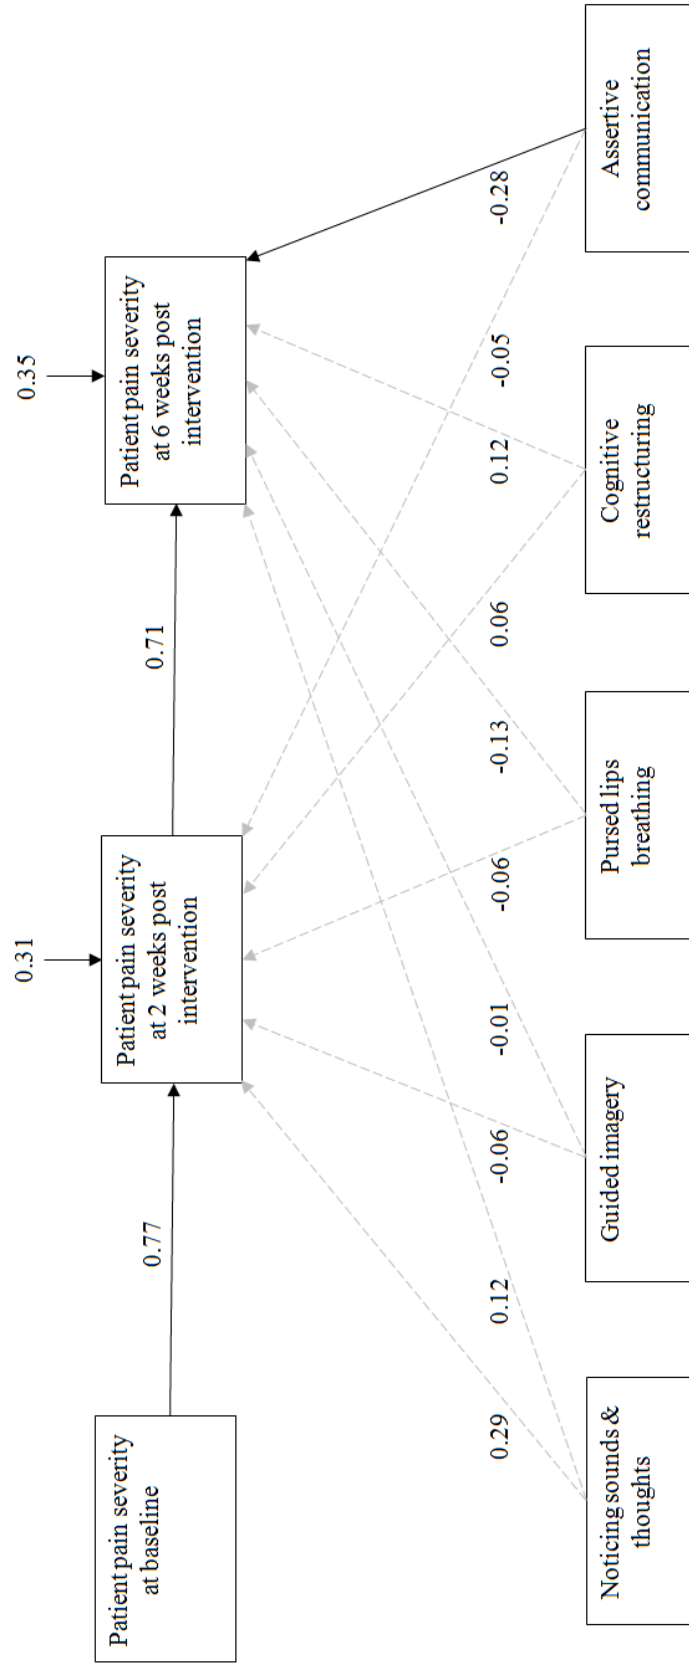 0.31
0.35
Patient pain severity
at baseline
0.77
Patient pain severity
at 2 weeks post
intervention
0.71
Patient pain severity
at 6 weeks post
intervention
0.29
0.12
-0.06
-0.01
-0.06
-0.13
0.06
0.12
-0.05
-0.28
Noticing sounds &
thoughts
Guided imagery
Pursed lips
breathing
Cognitive
restructuring
Assertive
communication